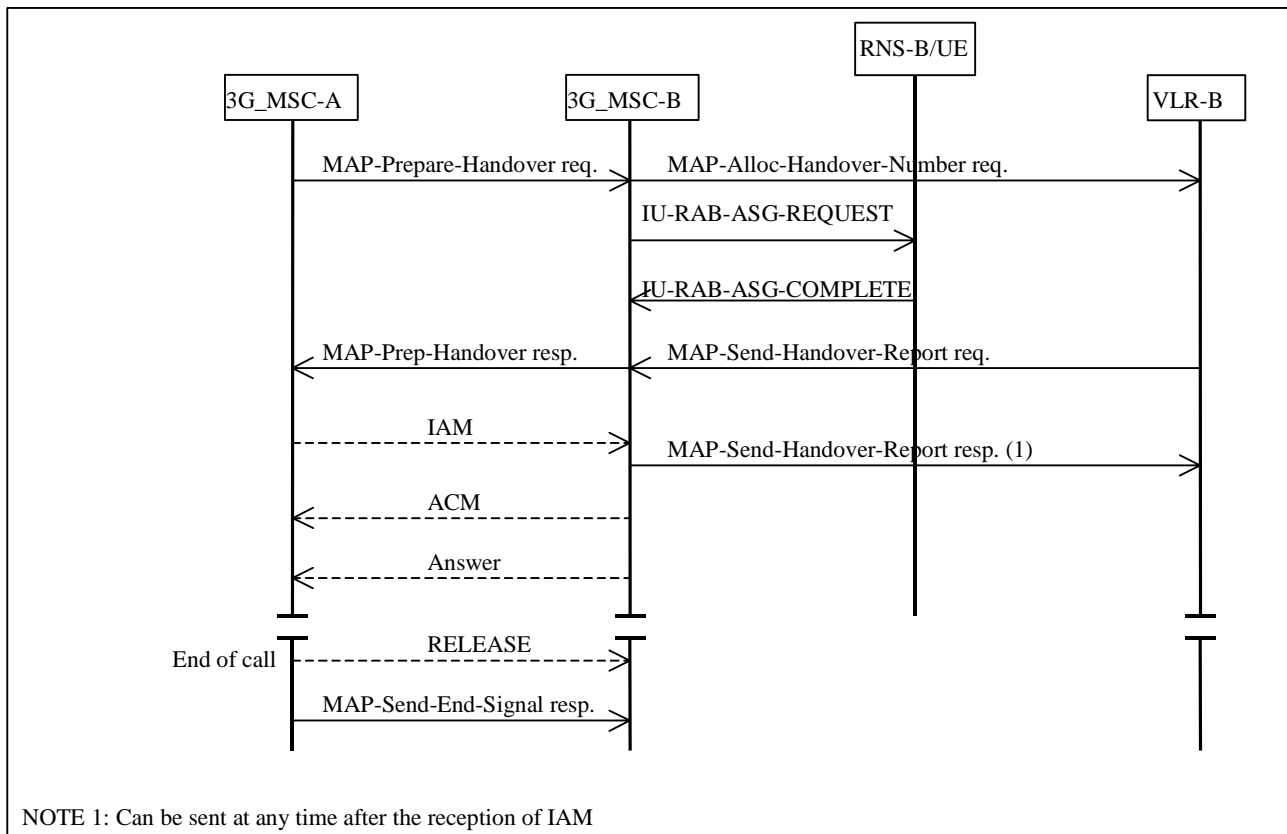 RNS-B/UE
3G_MSC-A
3G_MSC-B
VLR-B
MAP-Prepare-Handover req.
MAP-Alloc-Handover-Number req.
IU-RAB-ASG-REQUEST
IU-RAB-ASG-COMPLETE
MAP-Prep-Handover resp.
MAP-Send-Handover-Report req.
IAM
MAP-Send-Handover-Report resp. (1)
ACM
Answer
RELEASE
End of call
MAP-Send-End-Signal resp.
NOTE 1: Can be sent at any time after the reception of IAM